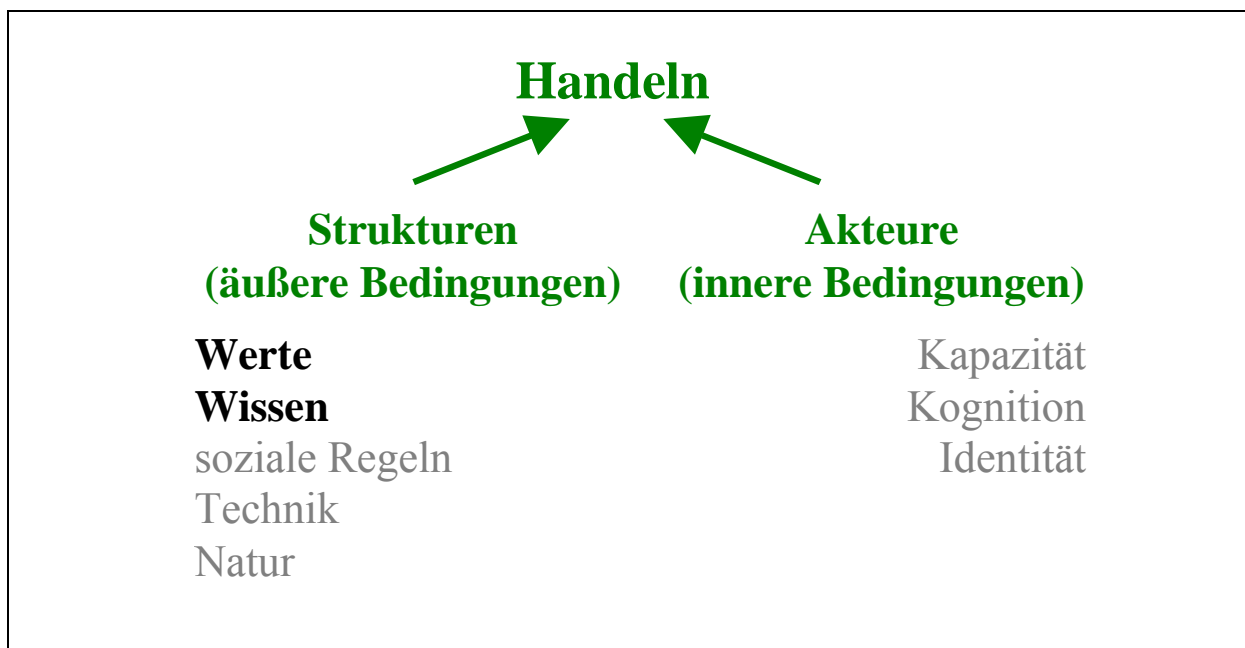 Handeln
Strukturen
(äußere Bedingungen)
Akteure
(innere Bedingungen)
Werte
Wissen
soziale Regeln
Technik
Natur
Kapazität
Kognition
Identität